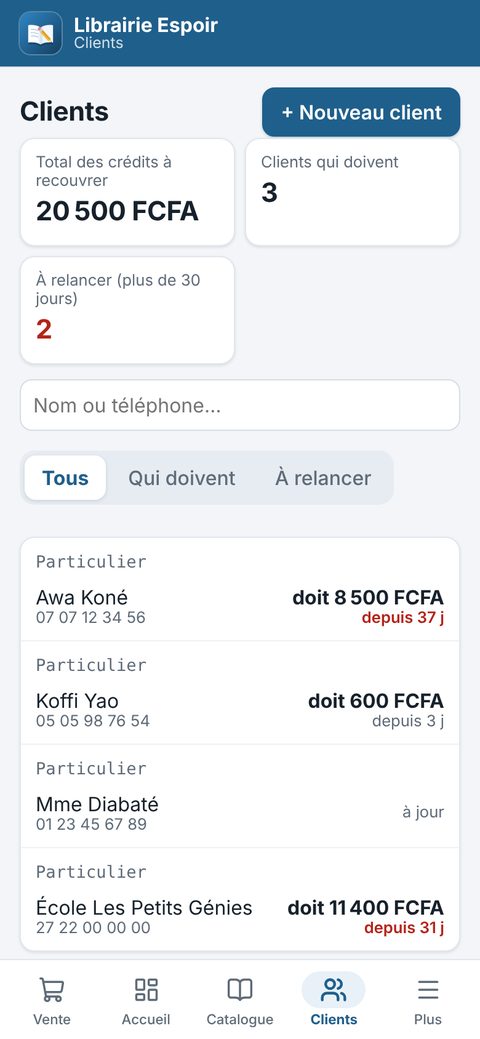 Librairie Espoir
Clients
Clients
+ Nouveau client
Total des crédits à
recouvrer
20 500 FCFA
Clients qui doivent
3
À relancer (plus de 30
jours)
2
Nom ou téléphone...
Tous
Qui doivent
À relancer
Particulier
Awa Koné
doit 8 500 FCFA
07 07 12 34 56
depuis 37 j
Particulier
Koffi Yao
doit 600 FCFA
05 05 98 76 54
depuis 3 j
Particulier
Mme Diabaté
à jour
01 23 45 67 89
Particulier
École Les Petits Génies
doit 11 400 FCFA
27 22 00 00 00
depuis 31 j
Vente
Accueil
Catalogue
Clients
Plus